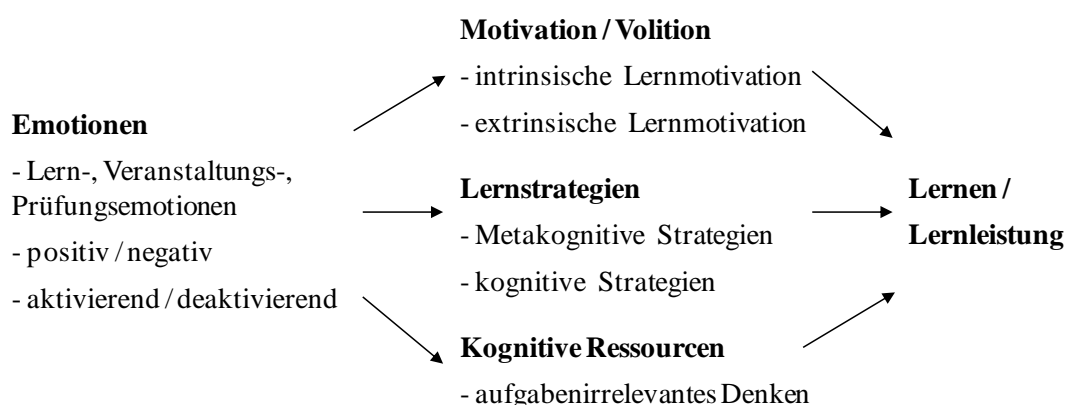 Motivation / Volition
- intrinsische Lernmotivation
- extrinsische Lernmotivation
Emotionen
- Lern-, Veranstaltungs-,
Prüfungsemotionen
- positiv / negativ
- aktivierend / deaktivierend
Lernstrategien
- Metakognitive Strategien
- kognitive Strategien
Kognitive Ressourcen
- aufgabenirrelevantes Denken
Lernen /
Lernleistung